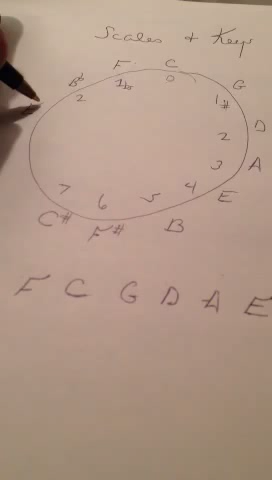 Scales & Keys
C
F G
B♭ 0
1♭ 1#
2 D
2
3 A
7 4 E
6 5
C# F# B
F C G D A E